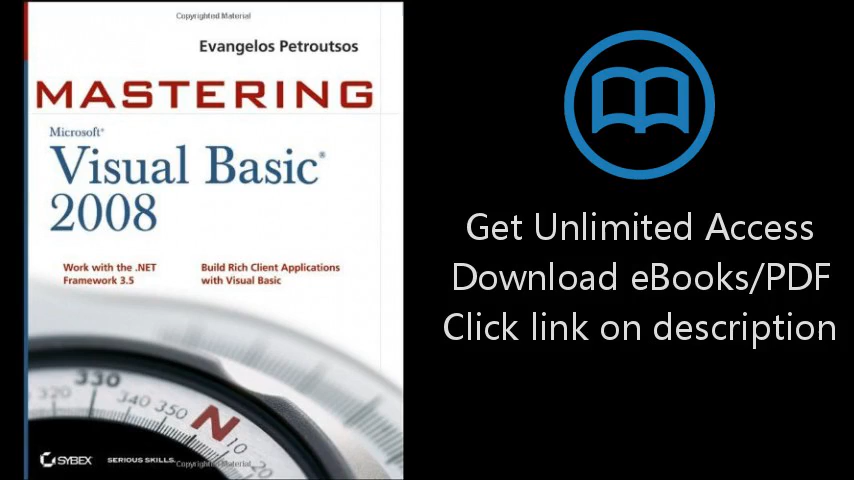 Copyrighted Material
Evangelos Petroutsos
MASTERING
Microsoft®
Visual Basic®
2008
Work with the .NET
Framework 3.5
Build Rich Client Applications
with Visual Basic
320
330
340
350
N
10
20
SYBEX
SERIOUS SKILLS.
Copyrighted Material
Get Unlimited Access
Download eBooks/PDF
Click link on description